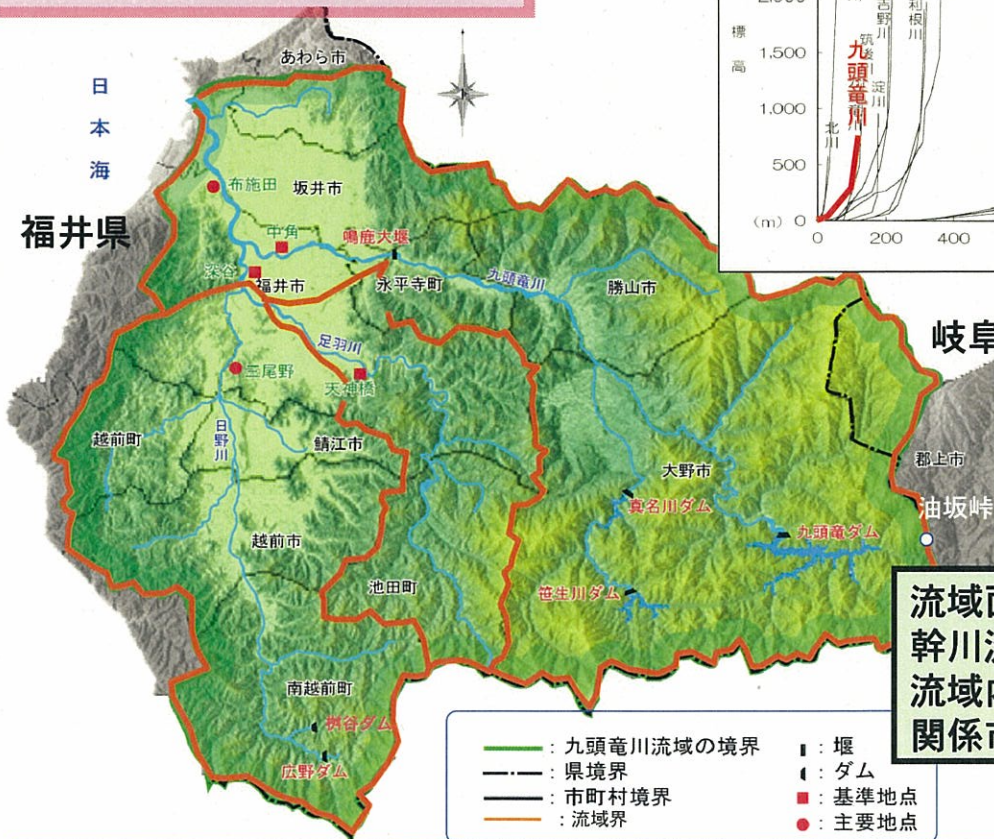 あわら市
日本海
布施田
坂井市
福井県
中角
鳴鹿大堰
深谷
福井市
永平寺町
九頭竜川
勝山市
足羽川
三尾野
天神橋
越前町
日野川
鯖江市
大野市
真名川ダム
九頭竜ダム
越前市
池田町
笹生川ダム
南越前町
桝谷ダム
広野ダム
岐阜
郡上市
油坂峠
標高
1,500
1,000
500
(m) 0
0 200 400
吉野川
利根川
筑後川
淀川
九頭竜川
北川
流域
幹川
流域
関係
:九頭竜川流域の境界
:県境界
:市町村境界
:流域界
:堰
:ダム
:基準地点
:主要地点